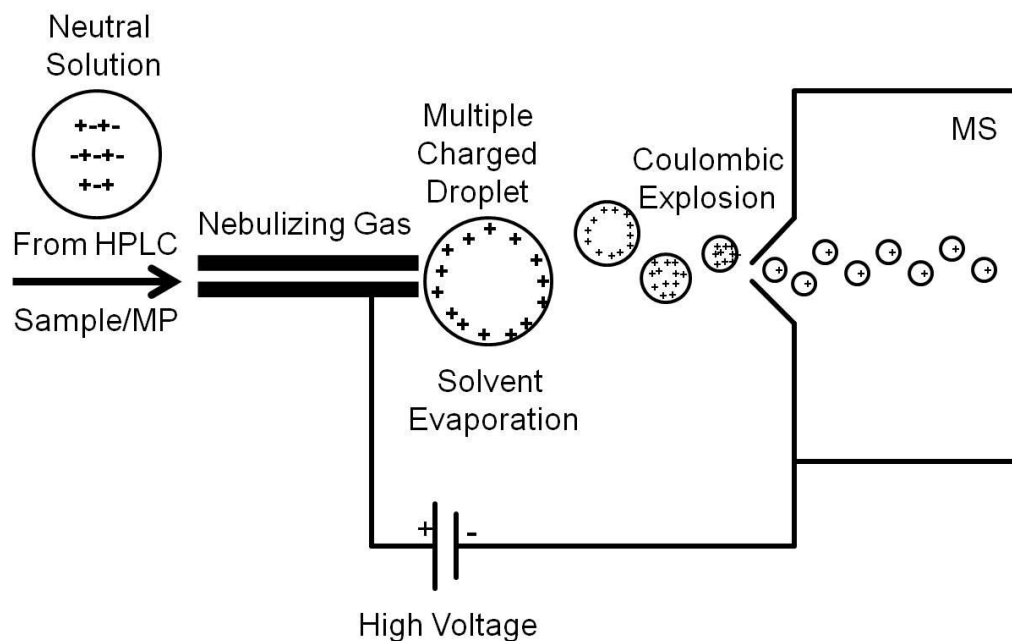 Neutral
Solution
+-+-
-+-+-
+-+
From HPLC
Sample/MP
Nebulizing Gas
Multiple
Charged
Droplet
Solvent
Evaporation
Coulombic
Explosion
MS
+ -
High Voltage